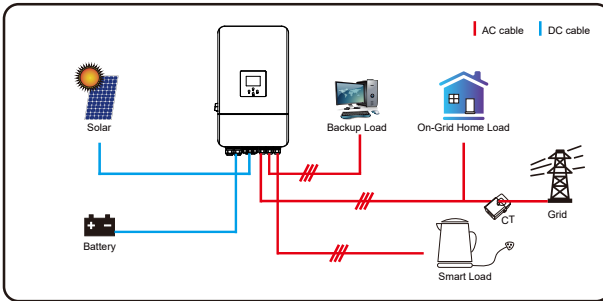 AC cable
DC cable
Solar
Backup Load
On-Grid Home Load
CT
Grid
Battery
Smart Load